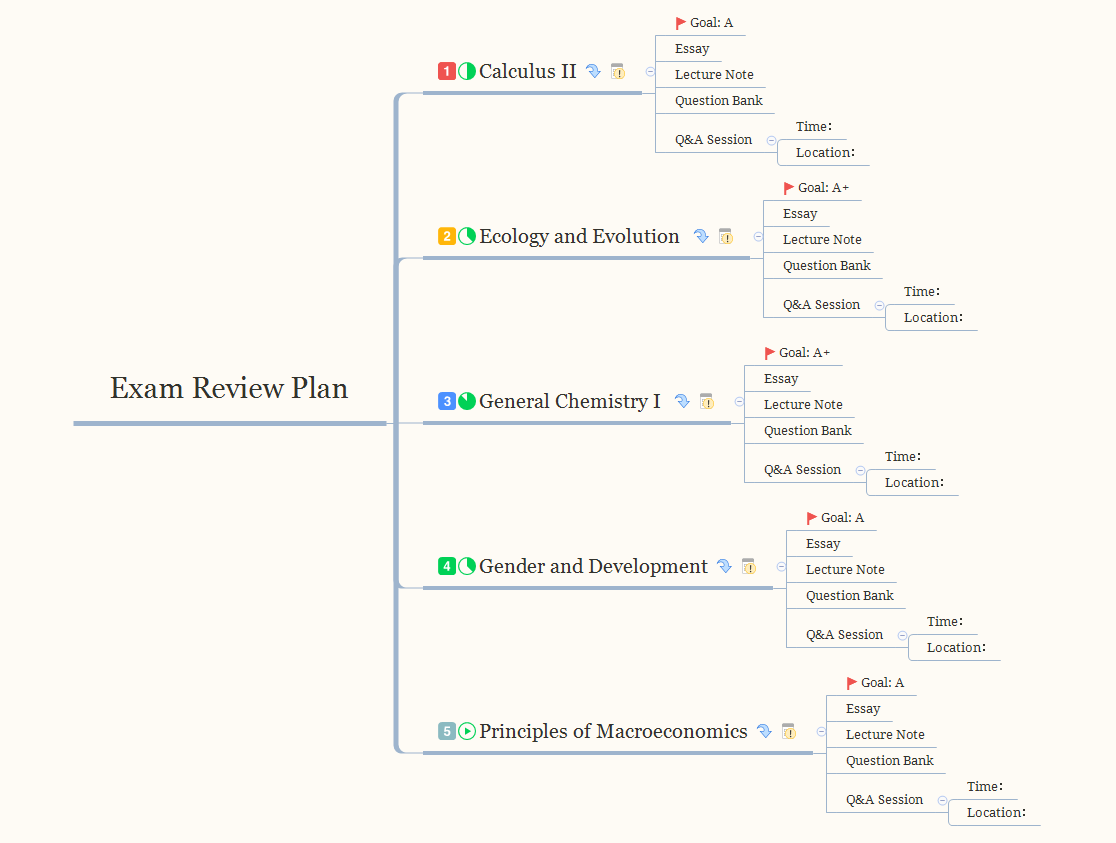 Exam Review Plan
1 Calculus II
Goal: A
Essay
Lecture Note
Question Bank
Q&A Session
Time:
Location:
2 Ecology and Evolution
Goal: A+
Essay
Lecture Note
Question Bank
Q&A Session
Time:
Location:
3 General Chemistry I
Goal: A+
Essay
Lecture Note
Question Bank
Q&A Session
Time:
Location:
4 Gender and Development
Goal: A
Essay
Lecture Note
Question Bank
Q&A Session
Time:
Location:
5 Principles of Macroeconomics
Goal: A
Essay
Lecture Note
Question Bank
Q&A Session
Time:
Location: